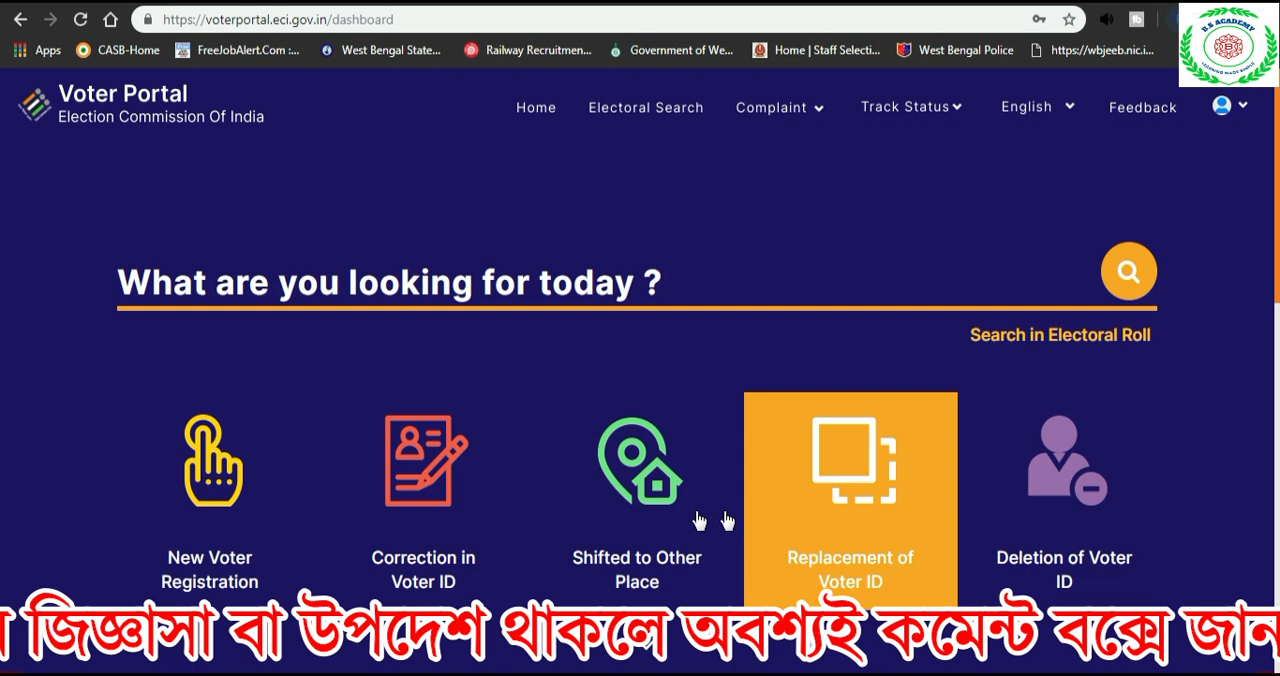 https://voterportal.eci.gov.in/dashboard
Apps CASB-Home FreeJobAlert.Com :... West Bengal State... Railway Recruitmen... Government of We... Home | Staff Selecti... West Bengal Police https://wbjeeb.nic.i...
B.S ACADEMY
LEARNING MADE SIMPLE
Voter Portal
Election Commission Of India
Home Electoral Search Complaint Track Status English Feedback
What are you looking for today ?
Search in Electoral Roll
New Voter Registration
Correction in Voter ID
Shifted to Other Place
Replacement of Voter ID
Deletion of Voter ID
জিজ্ঞাসা বা উপদেশ থাকলে অবশ্যই কমেন্ট বক্সে জান